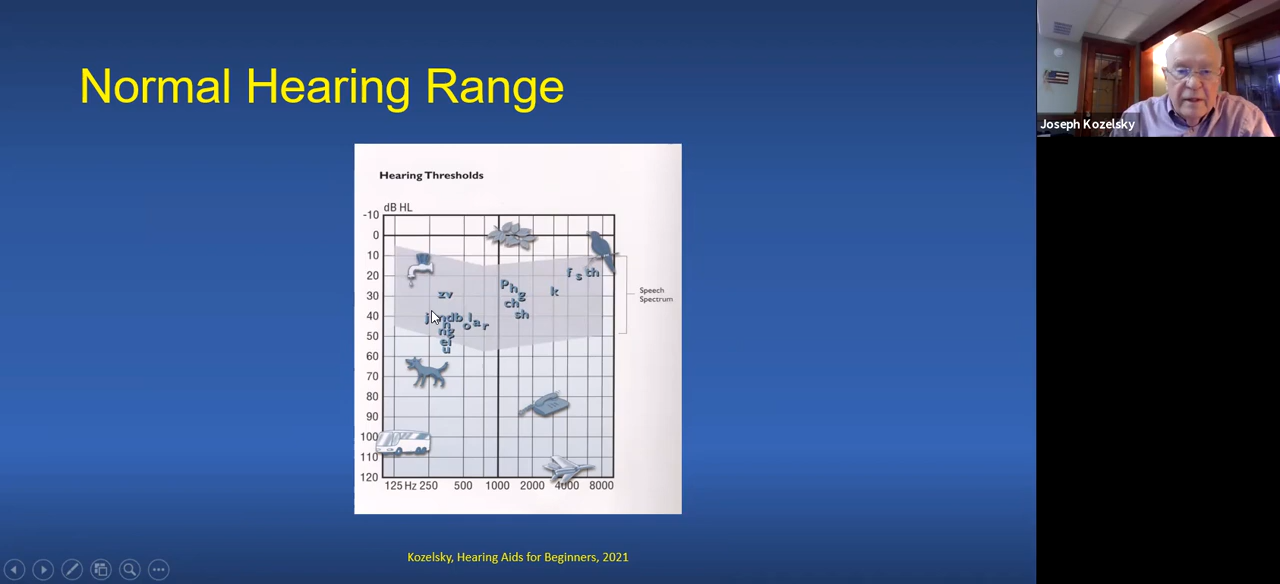 Normal Hearing Range
Joseph Kozelsky
Hearing Thresholds
dB HL
-10
0
10
20
30
40
50
60
70
80
90
100
110
120
zv
p
h
g
ch
sh
k
f s th
j
m
d
b
n
ng
e
i
u
l
o
a
r
Speech
Spectrum
125 Hz 250 500 1000 2000 4000 8000
Kozelsky, Hearing Aids for Beginners, 2021